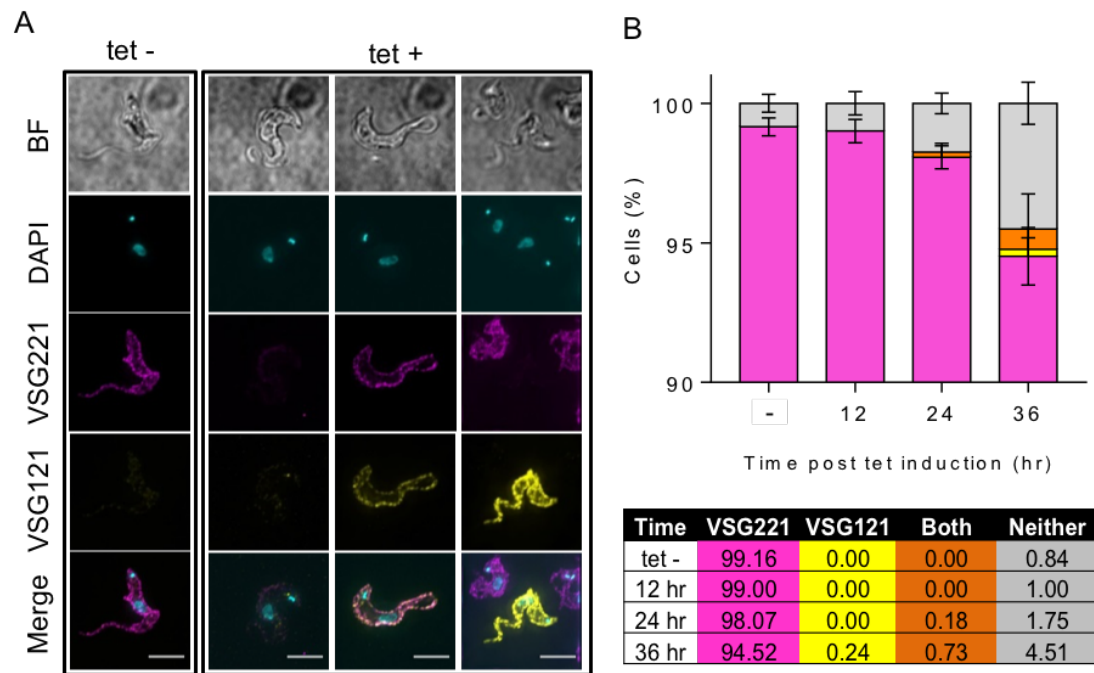 A
tet -
tet +
BF
DAPI
VSG221
VSG121
Merge
B
Cells (%)
100
95
90
- 12 24 36
Time post tet induction (hr)
Time VSG221 VSG121 Both Neither
tet - 99.16 0.00 0.00 0.84
12 hr 99.00 0.00 0.00 1.00
24 hr 98.07 0.00 0.18 1.75
36 hr 94.52 0.24 0.73 4.51